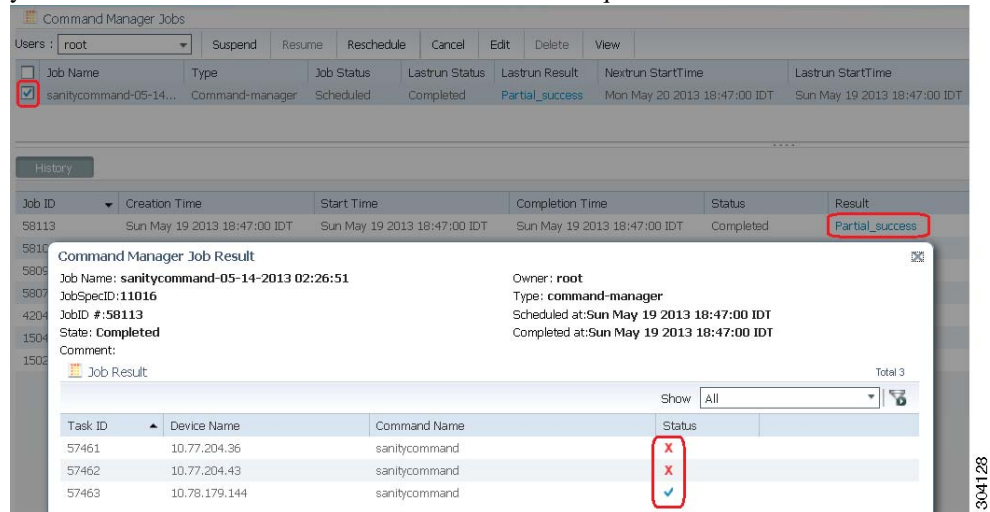 Command Manager Jobs
Users : root Suspend Resume Reschedule Cancel Edit Delete View
Job Name Type Job Status Lastrun Status Lastrun Result Nextrun StartTime Lastrun StartTime
sanitycommand-05-14... Command-manager Scheduled Completed Partial_success Mon May 20 2013 18:47:00 IDT Sun May 19 2013 18:47:00 IDT
History
Job ID Creation Time Start Time Completion Time Status Result
58113 Sun May 19 2013 18:47:00 IDT Sun May 19 2013 18:47:00 IDT Sun May 19 2013 18:47:00 IDT Completed Partial_success
5810
5809
5807
4204
1504
1502
Command Manager Job Result
Job Name: sanitycommand-05-14-2013 02:26:51 Owner: root
JobSpecID:11016 Type: command-manager
JobID #:58113 Scheduled at:Sun May 19 2013 18:47:00 IDT
State: Completed Completed at:Sun May 19 2013 18:47:00 IDT
Comment:
Job Result Total 3
Show All
Task ID Device Name Command Name Status
57461 10.77.204.36 sanitycommand X
57462 10.77.204.43 sanitycommand X
57463 10.78.179.144 sanitycommand ✓
304128